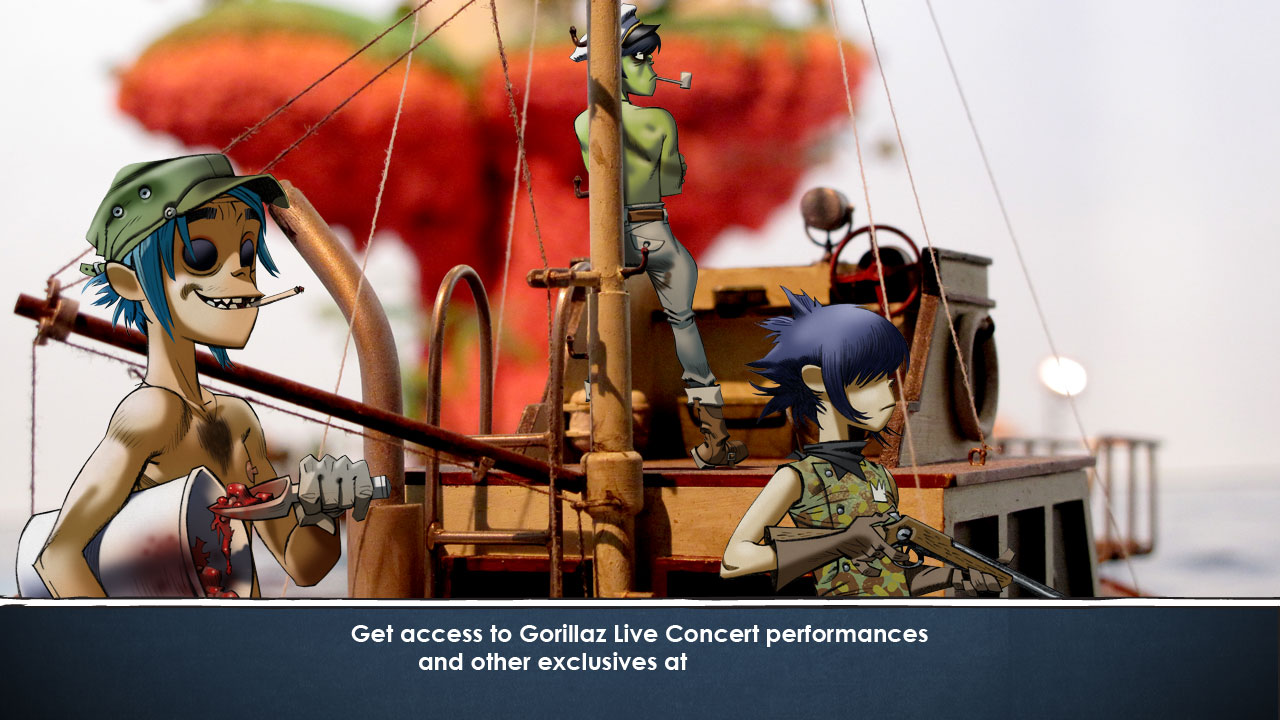 Get access to Gorillaz Live Concert performances
and other exclusives at